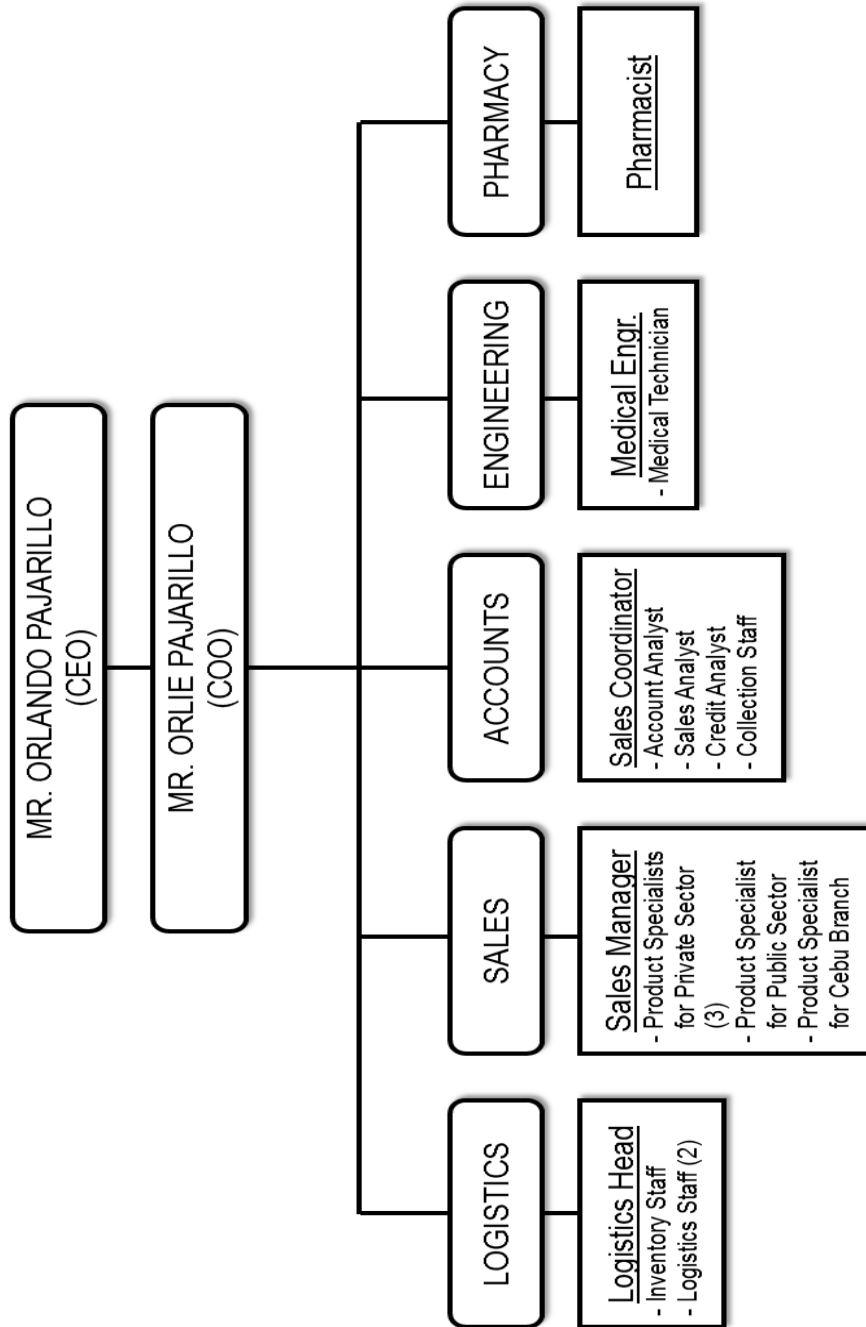 MR. ORLANDO PAJARILLO
(CEO)
MR. ORLIE PAJARILLO
(COO)
LOGISTICS
SALES
ACCOUNTS
ENGINEERING
PHARMACY
Logistics Head
- Inventory Staff
- Logistics Staff (2)
Sales Manager
- Product Specialists
for Private Sector
(3)
- Product Specialist
for Public Sector
- Product Specialist
for Cebu Branch
Sales Coordinator
- Account Analyst
- Sales Analyst
- Credit Analyst
- Collection Staff
Medical Engr.
- Medical Technician
Pharmacist